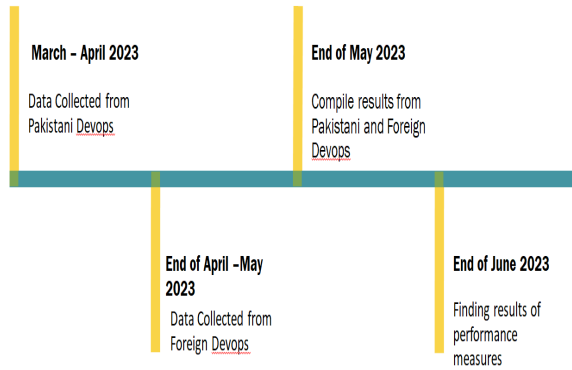 March – April 2023
Data Collected from
Pakistani Devops
End of April –May
2023
Data Collected from
Foreign Devops
End of May 2023
Compile results from
Pakistani and Foreign
Devops
End of June 2023
Finding results of
performance
measures